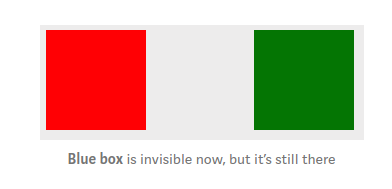 Blue box is invisible now, but it’s still there